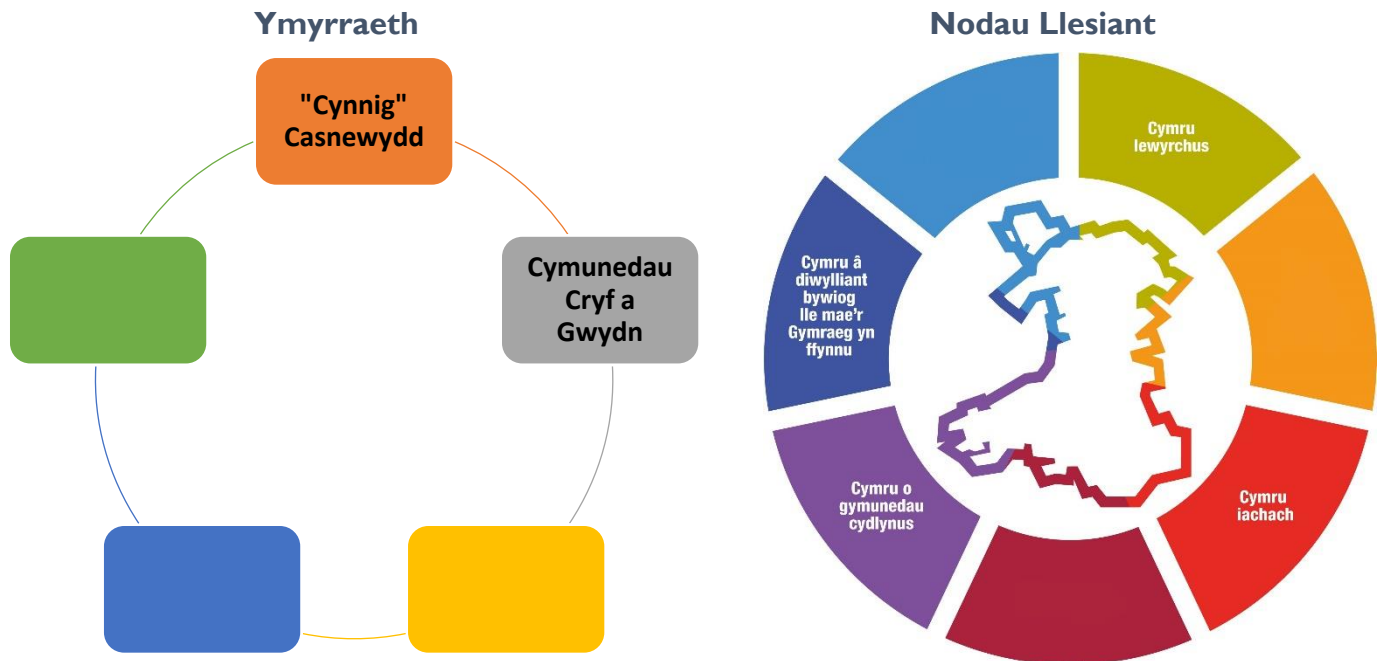 Ymyrraeth
"Cynnig"
Casnewydd
Cymunedau
Cryf a
Gwydn
Nodau Llesiant
Cymru
lewyrchus
Cymru â
diwylliant
bywiog
lle mae'r
Gymraeg yn
ffynnu
Cymru o
gymunedau
cydlynus
Cymru
iachach